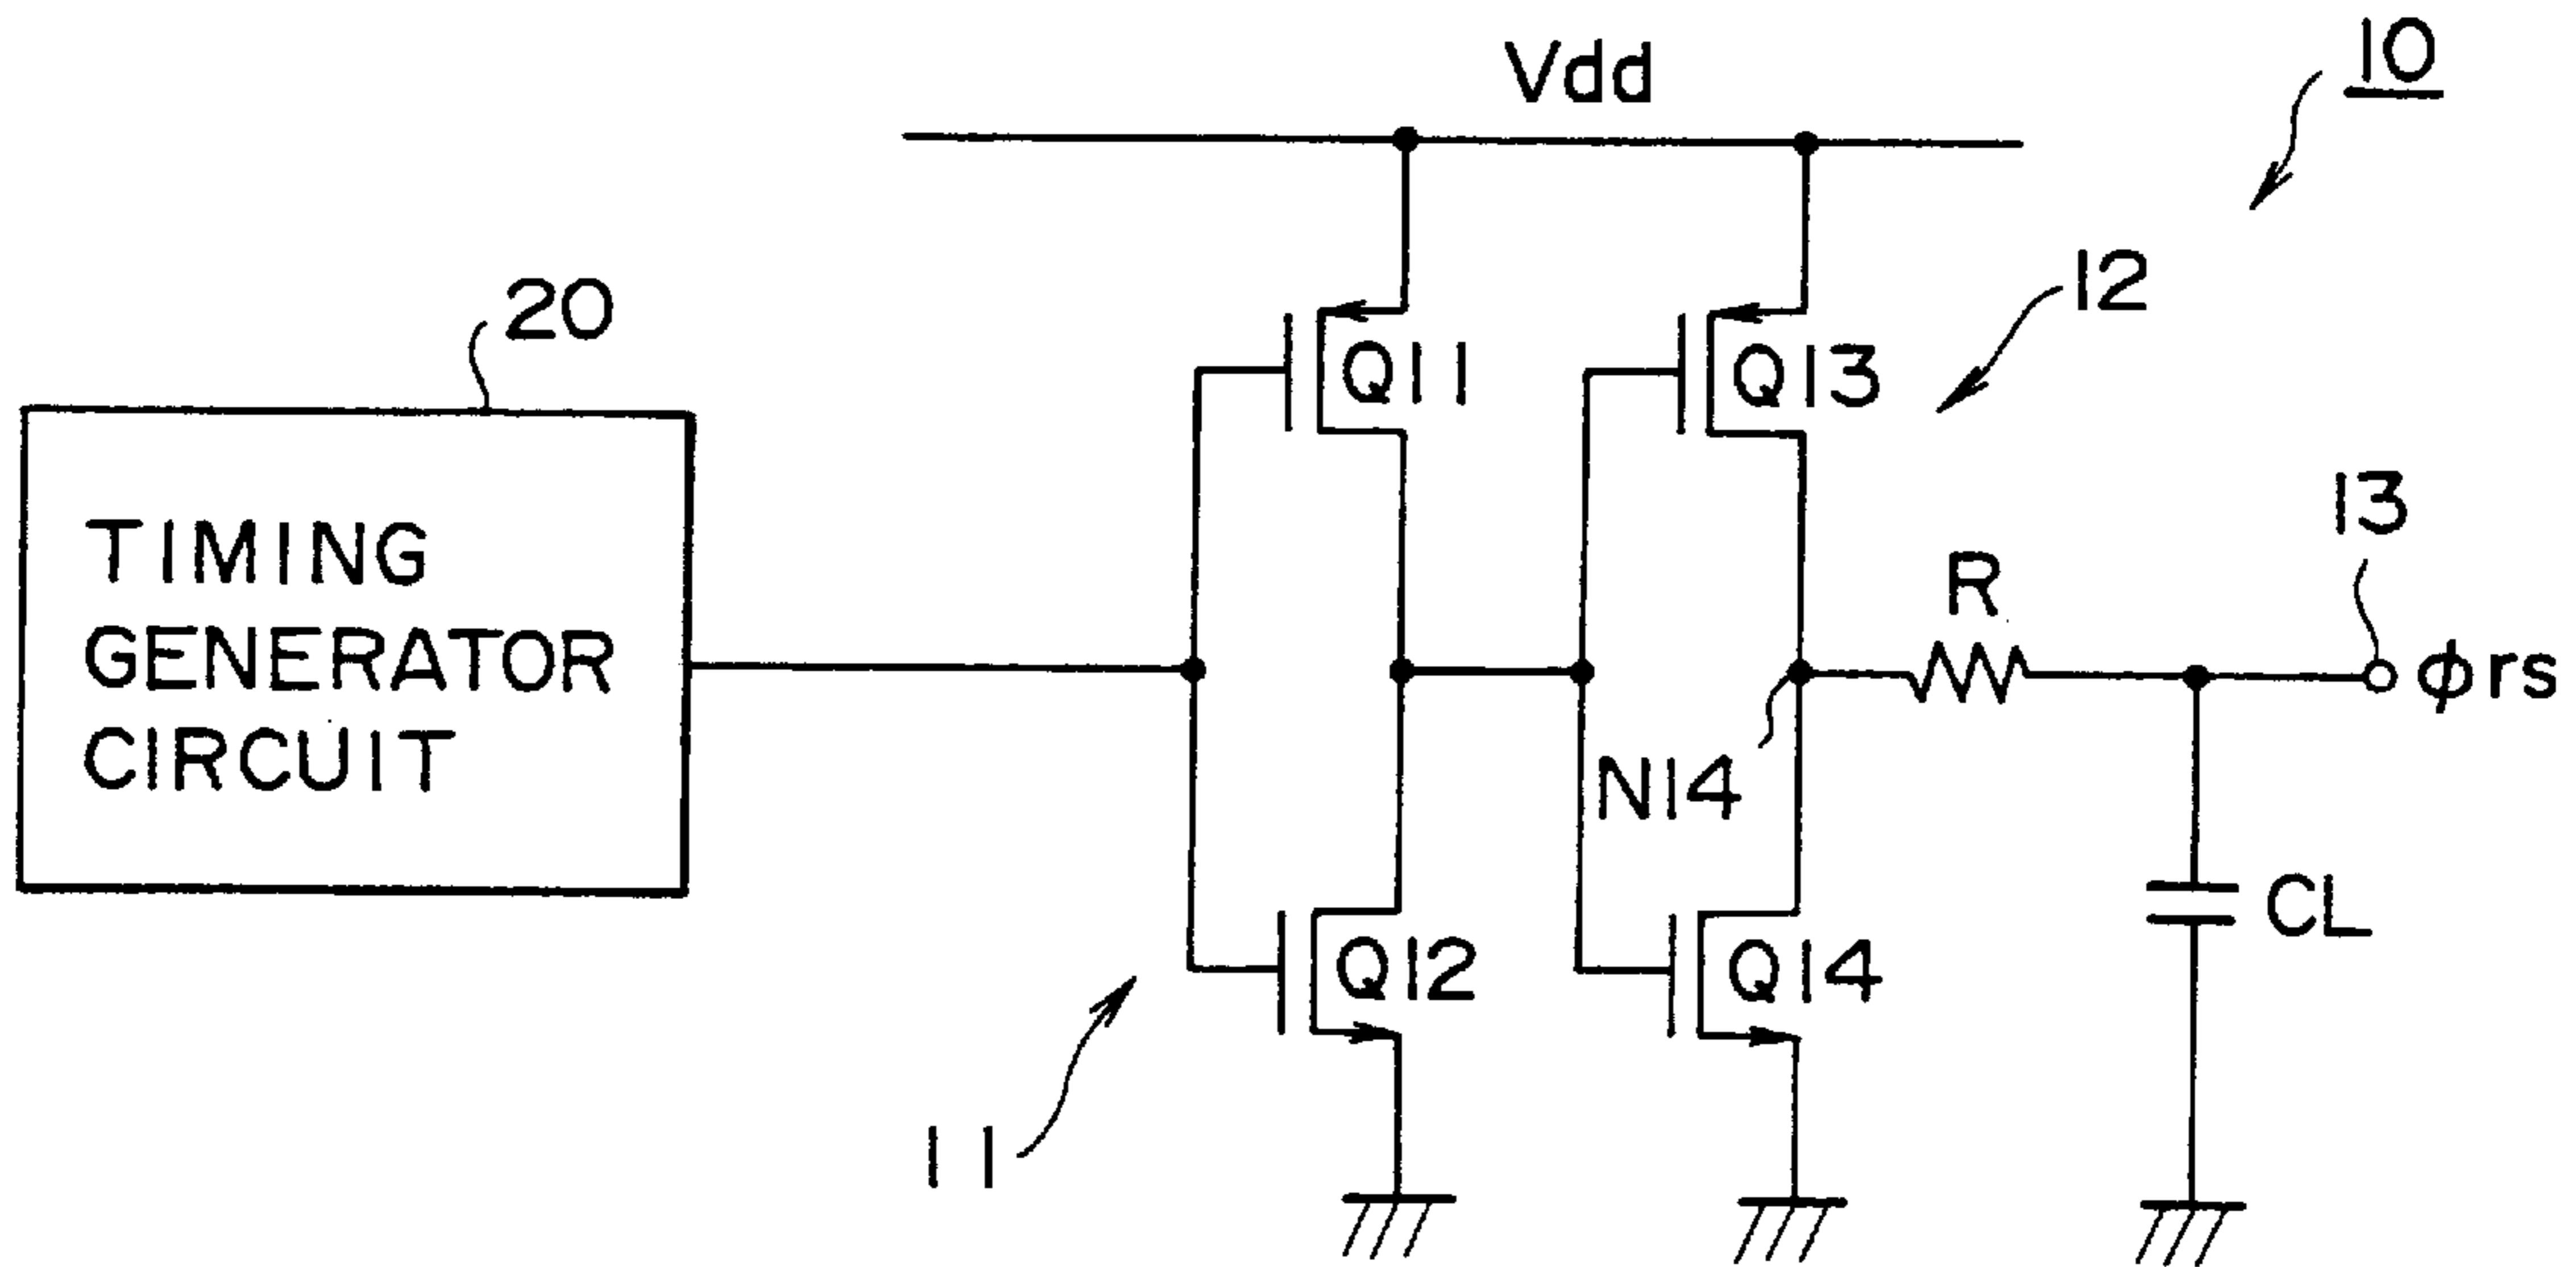 Vdd
10
20
12
Q11
Q13
13
TIMING
GENERATOR
CIRCUIT
R
φrs
N14
CL
Q12
Q14
11